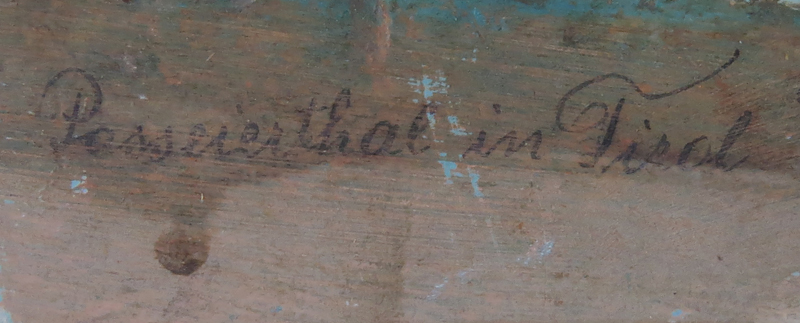 Passeierthal in Tirol